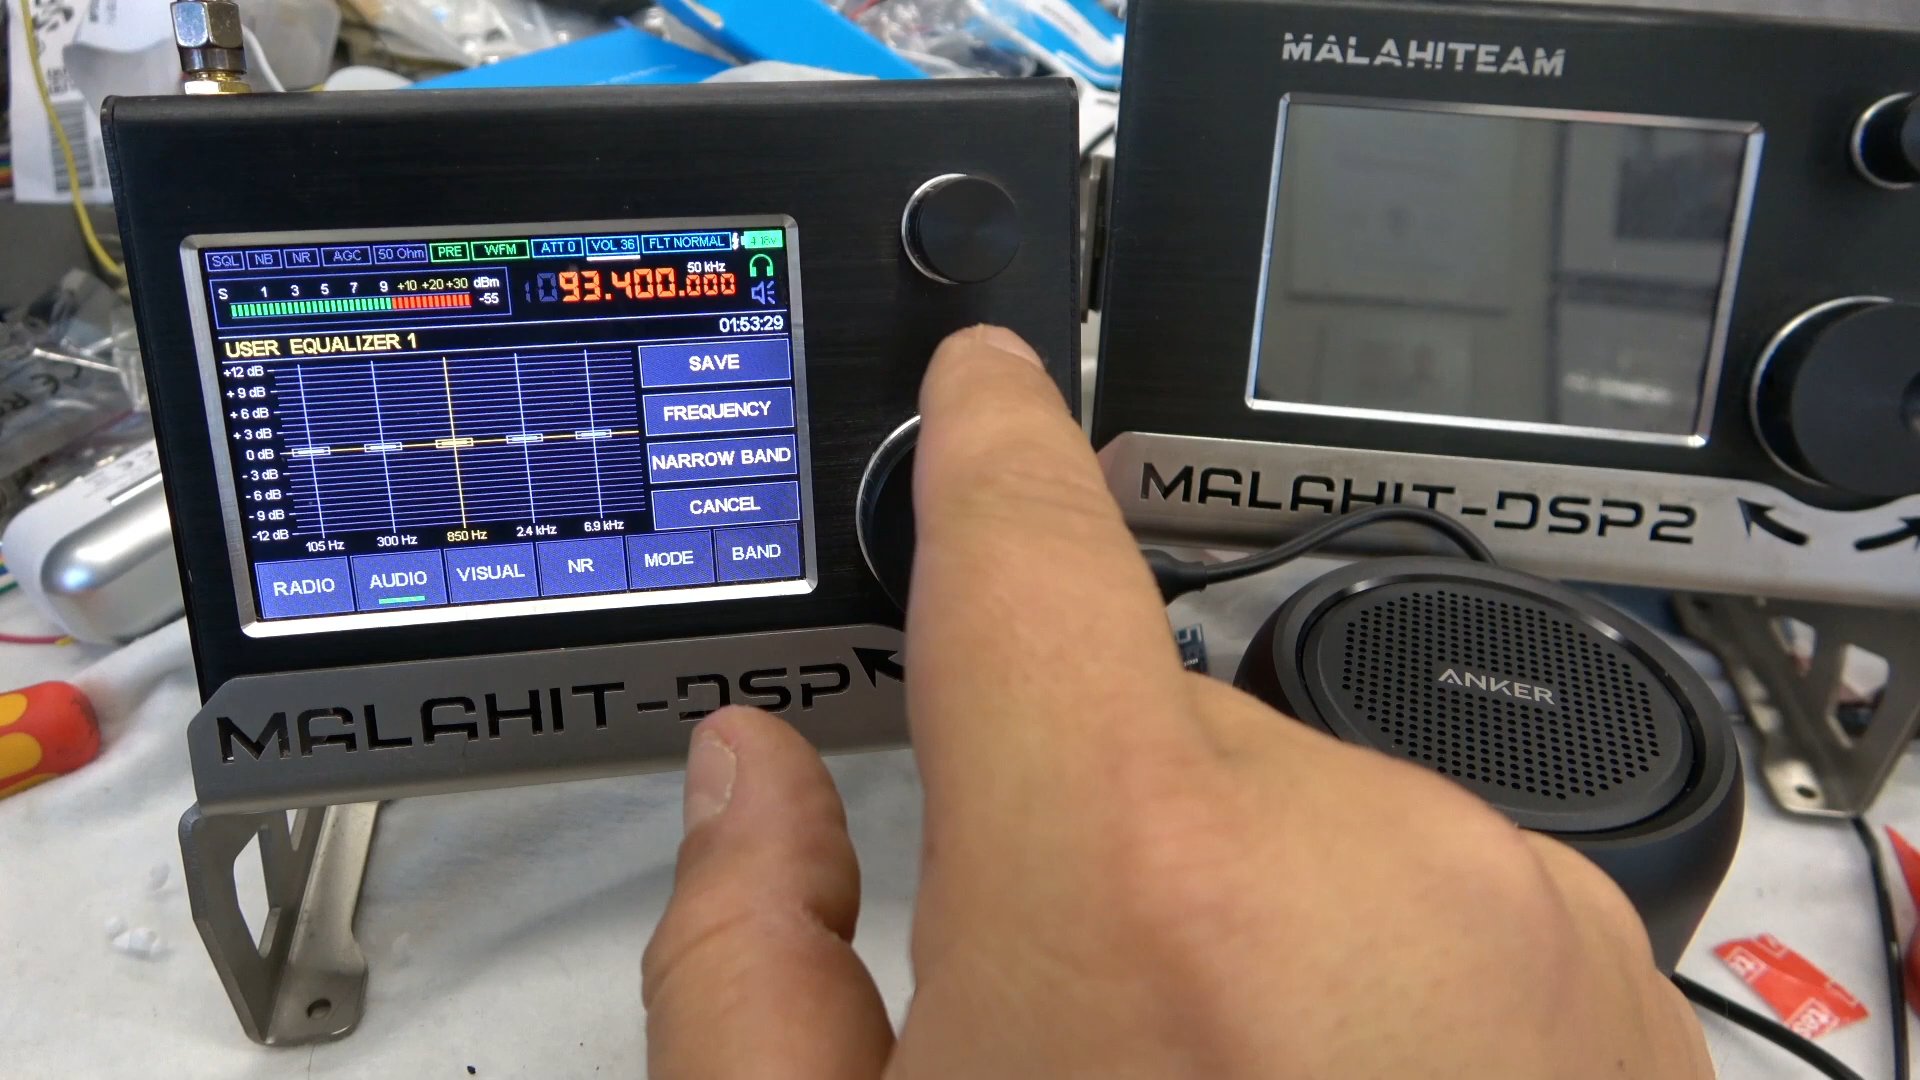 MALAHITEAM
SQL NB NR AGC 50 Ohm PRE WFM ATT 0 VOL 36 FLT NORMAL 4.18v
S 1 3 5 7 9 +10 +20 +30 dBm
-55
50 kHz
93.400.000
01:53:29
USER EQUALIZER 1
+12 dB
+ 9 dB
+ 6 dB
+ 3 dB
0 dB
- 3 dB
- 6 dB
- 9 dB
-12 dB
105 Hz 300 Hz 850 Hz 2.4 kHz 6.9 kHz
SAVE
FREQUENCY
NARROW BAND
CANCEL
RADIO AUDIO VISUAL NR MODE BAND
MALAHIT-DSP
MALAHIT-DSP2
ANKER